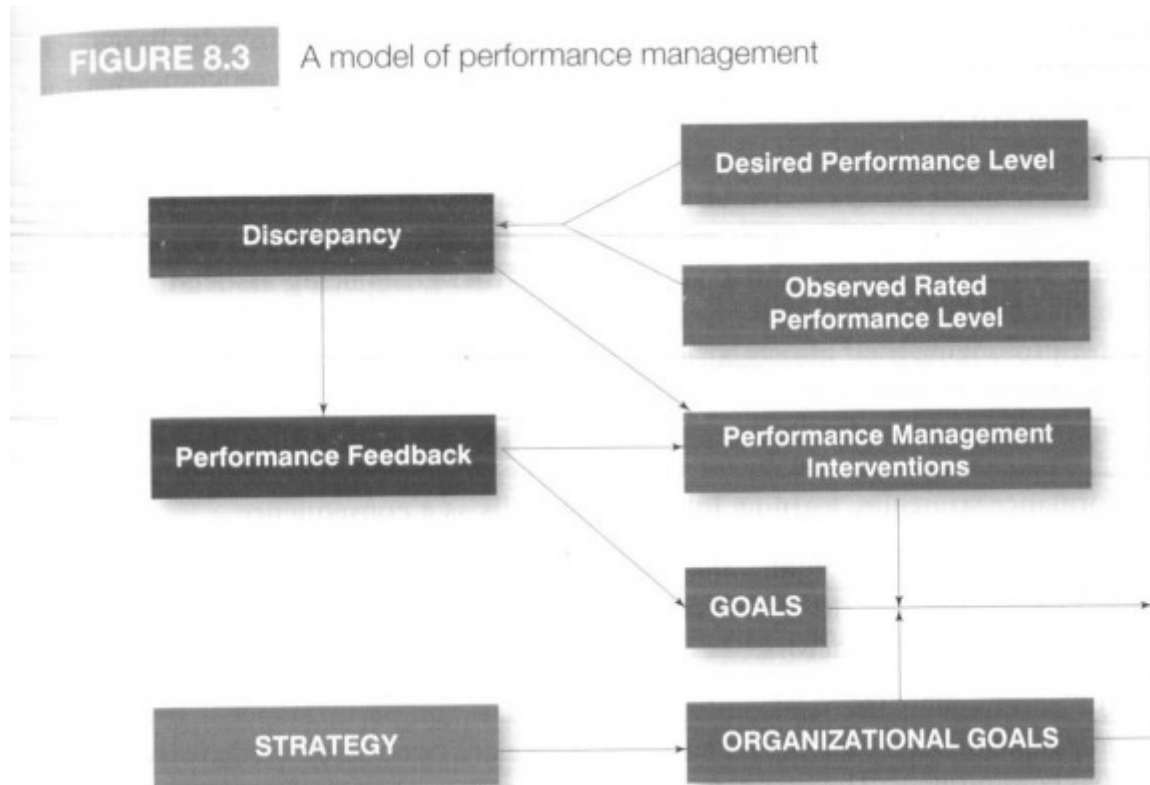 FIGURE 8.3 A model of performance management
Desired Performance Level
Discrepancy
Observed Rated
Performance Level
Performance Feedback
Performance Management
Interventions
GOALS
STRATEGY
ORGANIZATIONAL GOALS